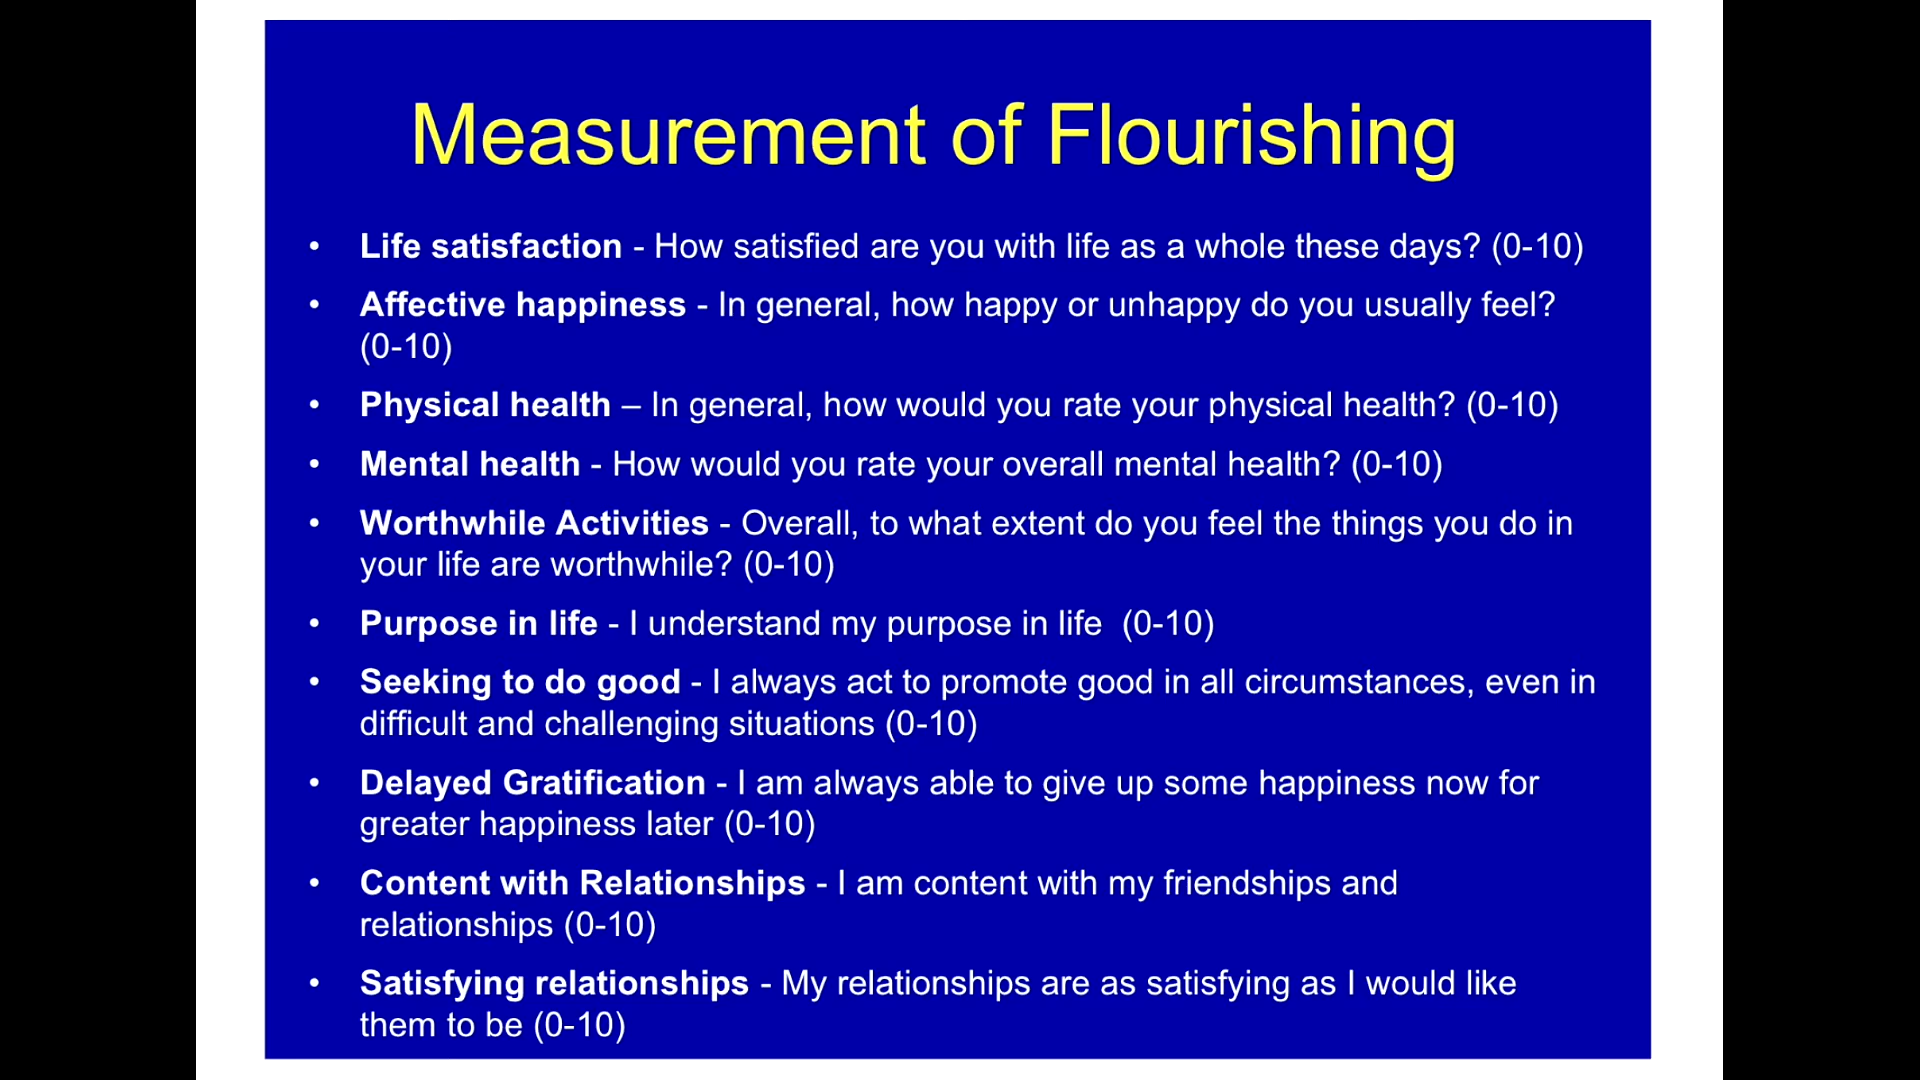 Measurement of Flourishing
• Life satisfaction - How satisfied are you with life as a whole these days? (0-10)
• Affective happiness - In general, how happy or unhappy do you usually feel?
(0-10)
• Physical health – In general, how would you rate your physical health? (0-10)
• Mental health - How would you rate your overall mental health? (0-10)
• Worthwhile Activities - Overall, to what extent do you feel the things you do in
your life are worthwhile? (0-10)
• Purpose in life - I understand my purpose in life  (0-10)
• Seeking to do good - I always act to promote good in all circumstances, even in
difficult and challenging situations (0-10)
• Delayed Gratification - I am always able to give up some happiness now for
greater happiness later (0-10)
• Content with Relationships - I am content with my friendships and
relationships (0-10)
• Satisfying relationships - My relationships are as satisfying as I would like
them to be (0-10)